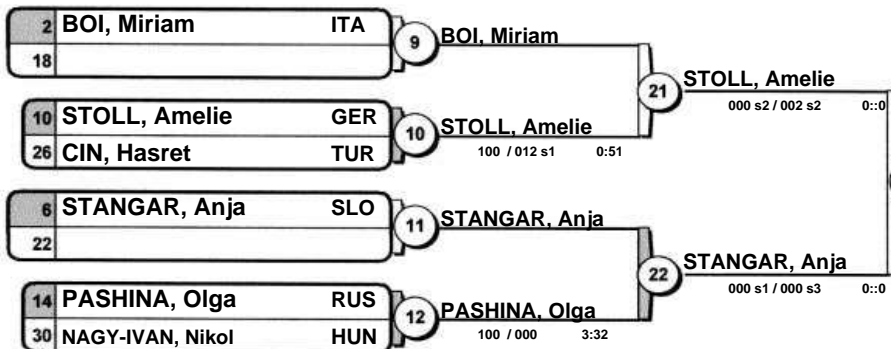 2 BOI, Miriam ITA
18
9 BOI, Miriam
10 STOLL, Amelie GER
26 CIN, Hasret TUR
10 STOLL, Amelie
100 / 012 s1 0:51
21 STOLL, Amelie
000 s2 / 002 s2 0::0
6 STANGAR, Anja SLO
22
11 STANGAR, Anja
14 PASHINA, Olga RUS
30 NAGY-IVAN, Nikol HUN
12 PASHINA, Olga
100 / 000 3:32
22 STANGAR, Anja
000 s1 / 000 s3 0::0